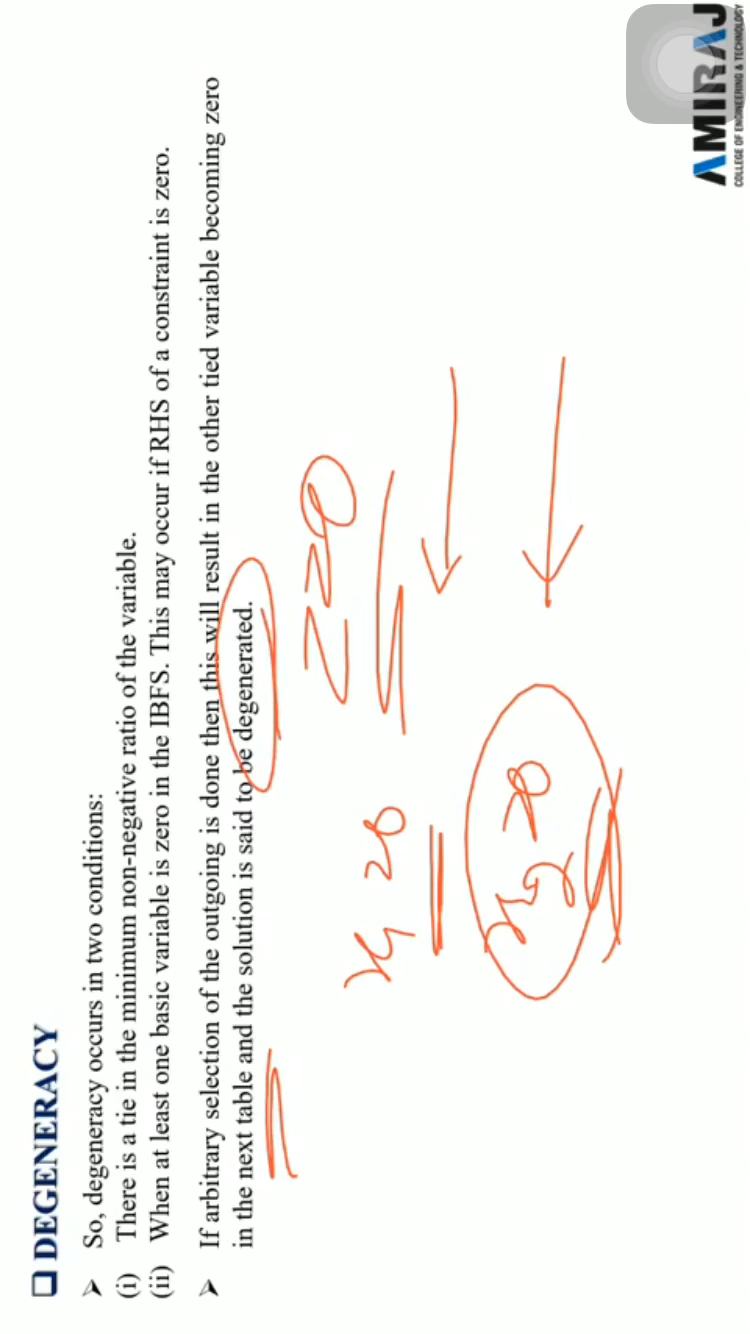 ❑ DEGENERACY
➢ So, degeneracy occurs in two conditions:
(i) There is a tie in the minimum non-negative ratio of the variable.
(ii) When at least one basic variable is zero in the IBFS. This may occur if RHS of a constraint is zero.
➢ If arbitrary selection of the outgoing is done then this will result in the other tied variable becoming zero
in the next table and the solution is said to be degenerated.
AMIRAJ
COLLEGE OF ENGINEERING & TECHNOLOGY